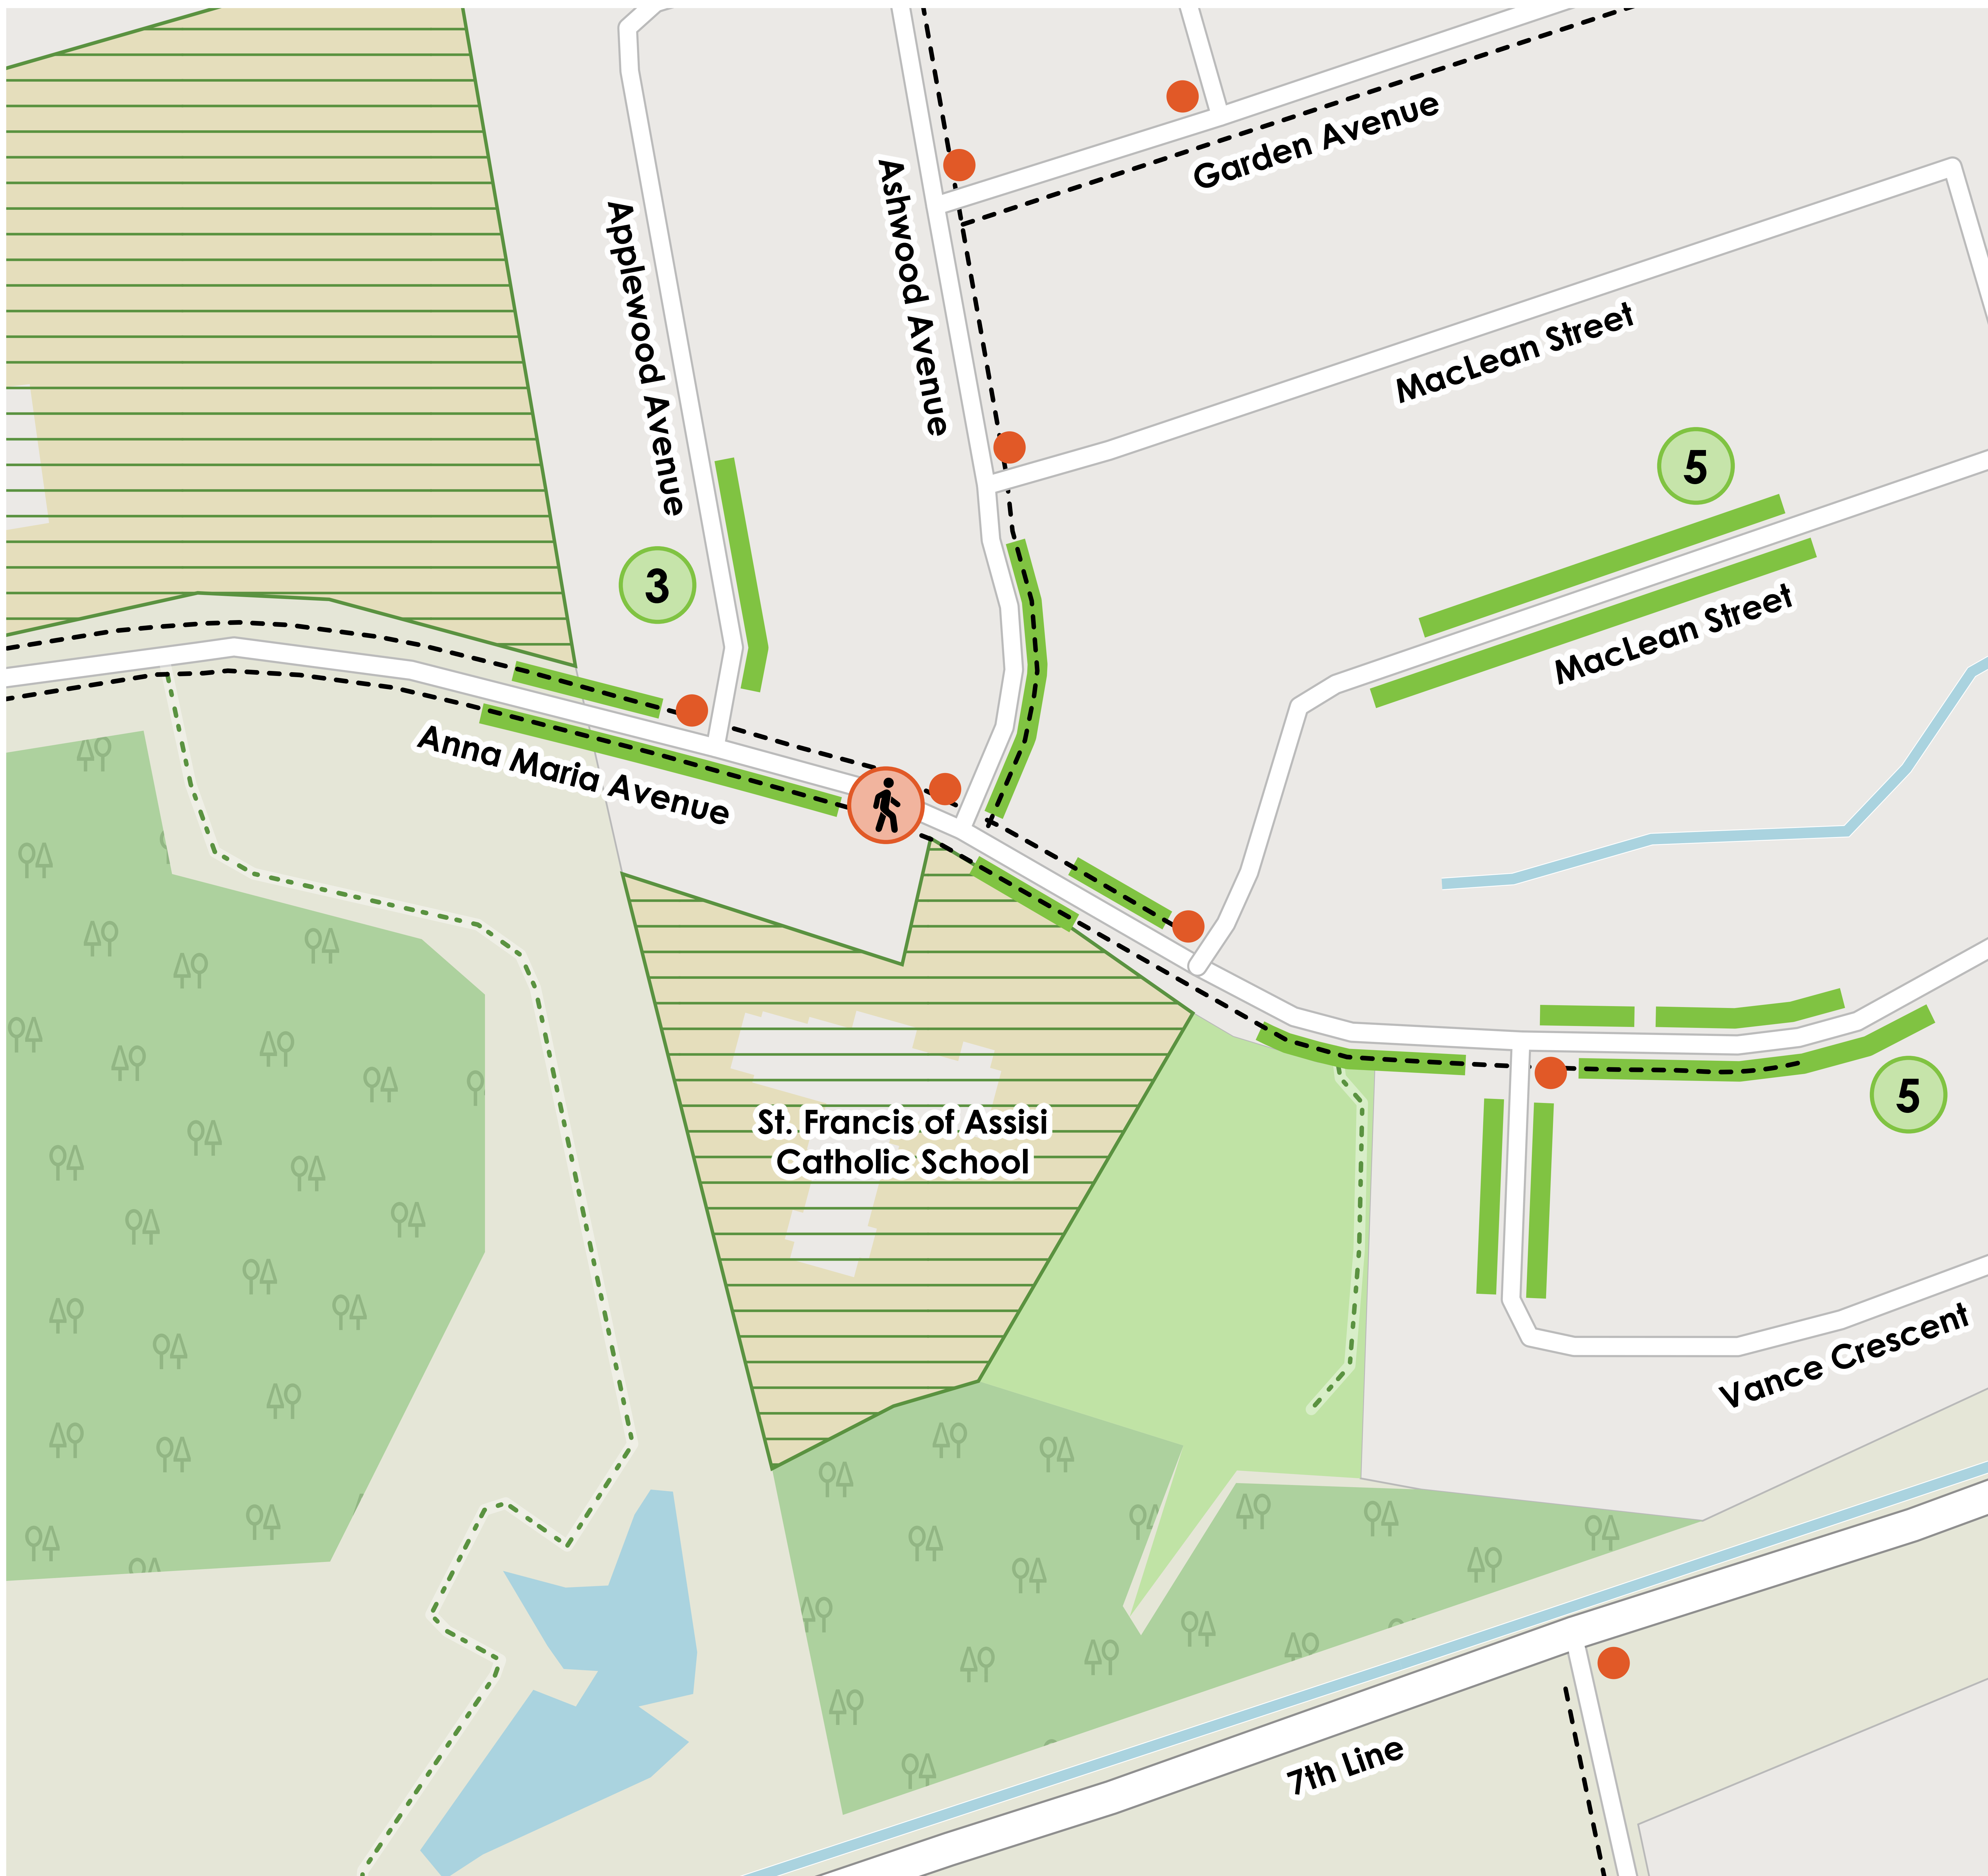 Garden Avenue
Ashwood Avenue
Applewood Avenue
MacLean Street
5
3
MacLean Street
Anna Maria Avenue
5
St. Francis of Assisi
Catholic School
Vance Crescent
7th Line